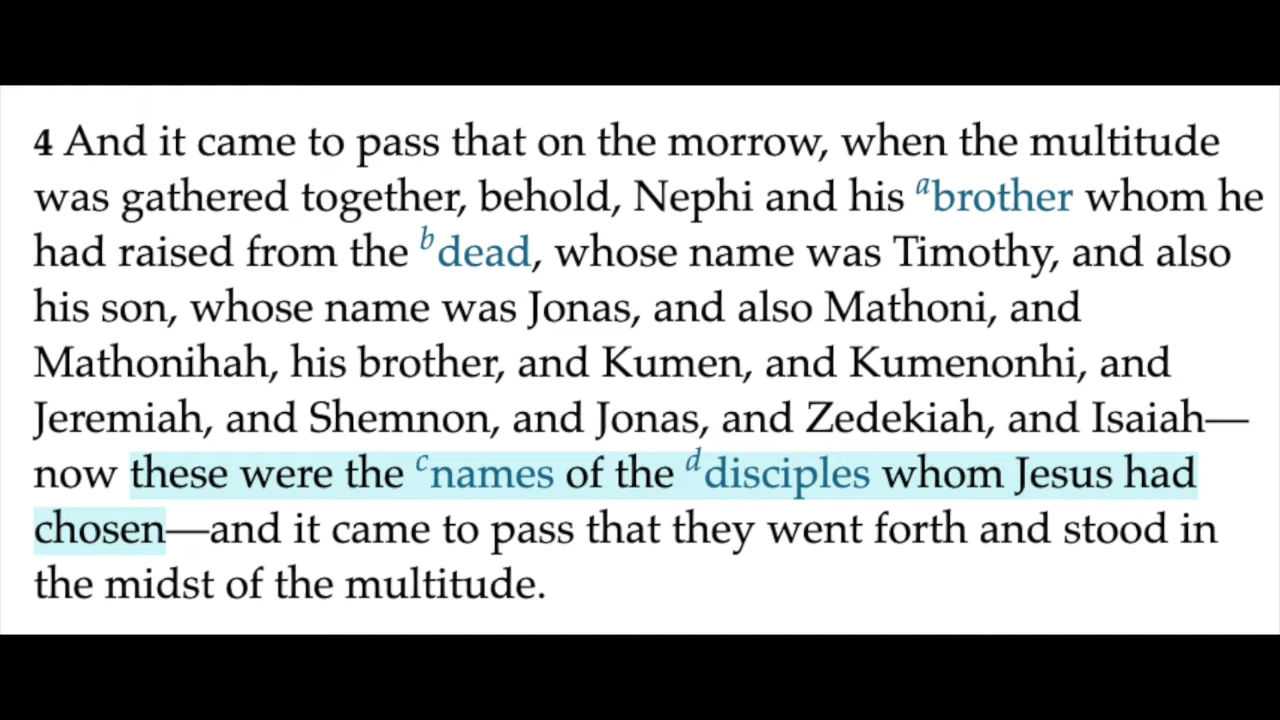 4 And it came to pass that on the morrow, when the multitude
was gathered together, behold, Nephi and his a brother whom he
had raised from the b dead, whose name was Timothy, and also
his son, whose name was Jonas, and also Mathoni, and
Mathonihah, his brother, and Kumen, and Kumenonhi, and
Jeremiah, and Shemnon, and Jonas, and Zedekiah, and Isaiah—
now these were the c names of the d disciples whom Jesus had
chosen—and it came to pass that they went forth and stood in
the midst of the multitude.